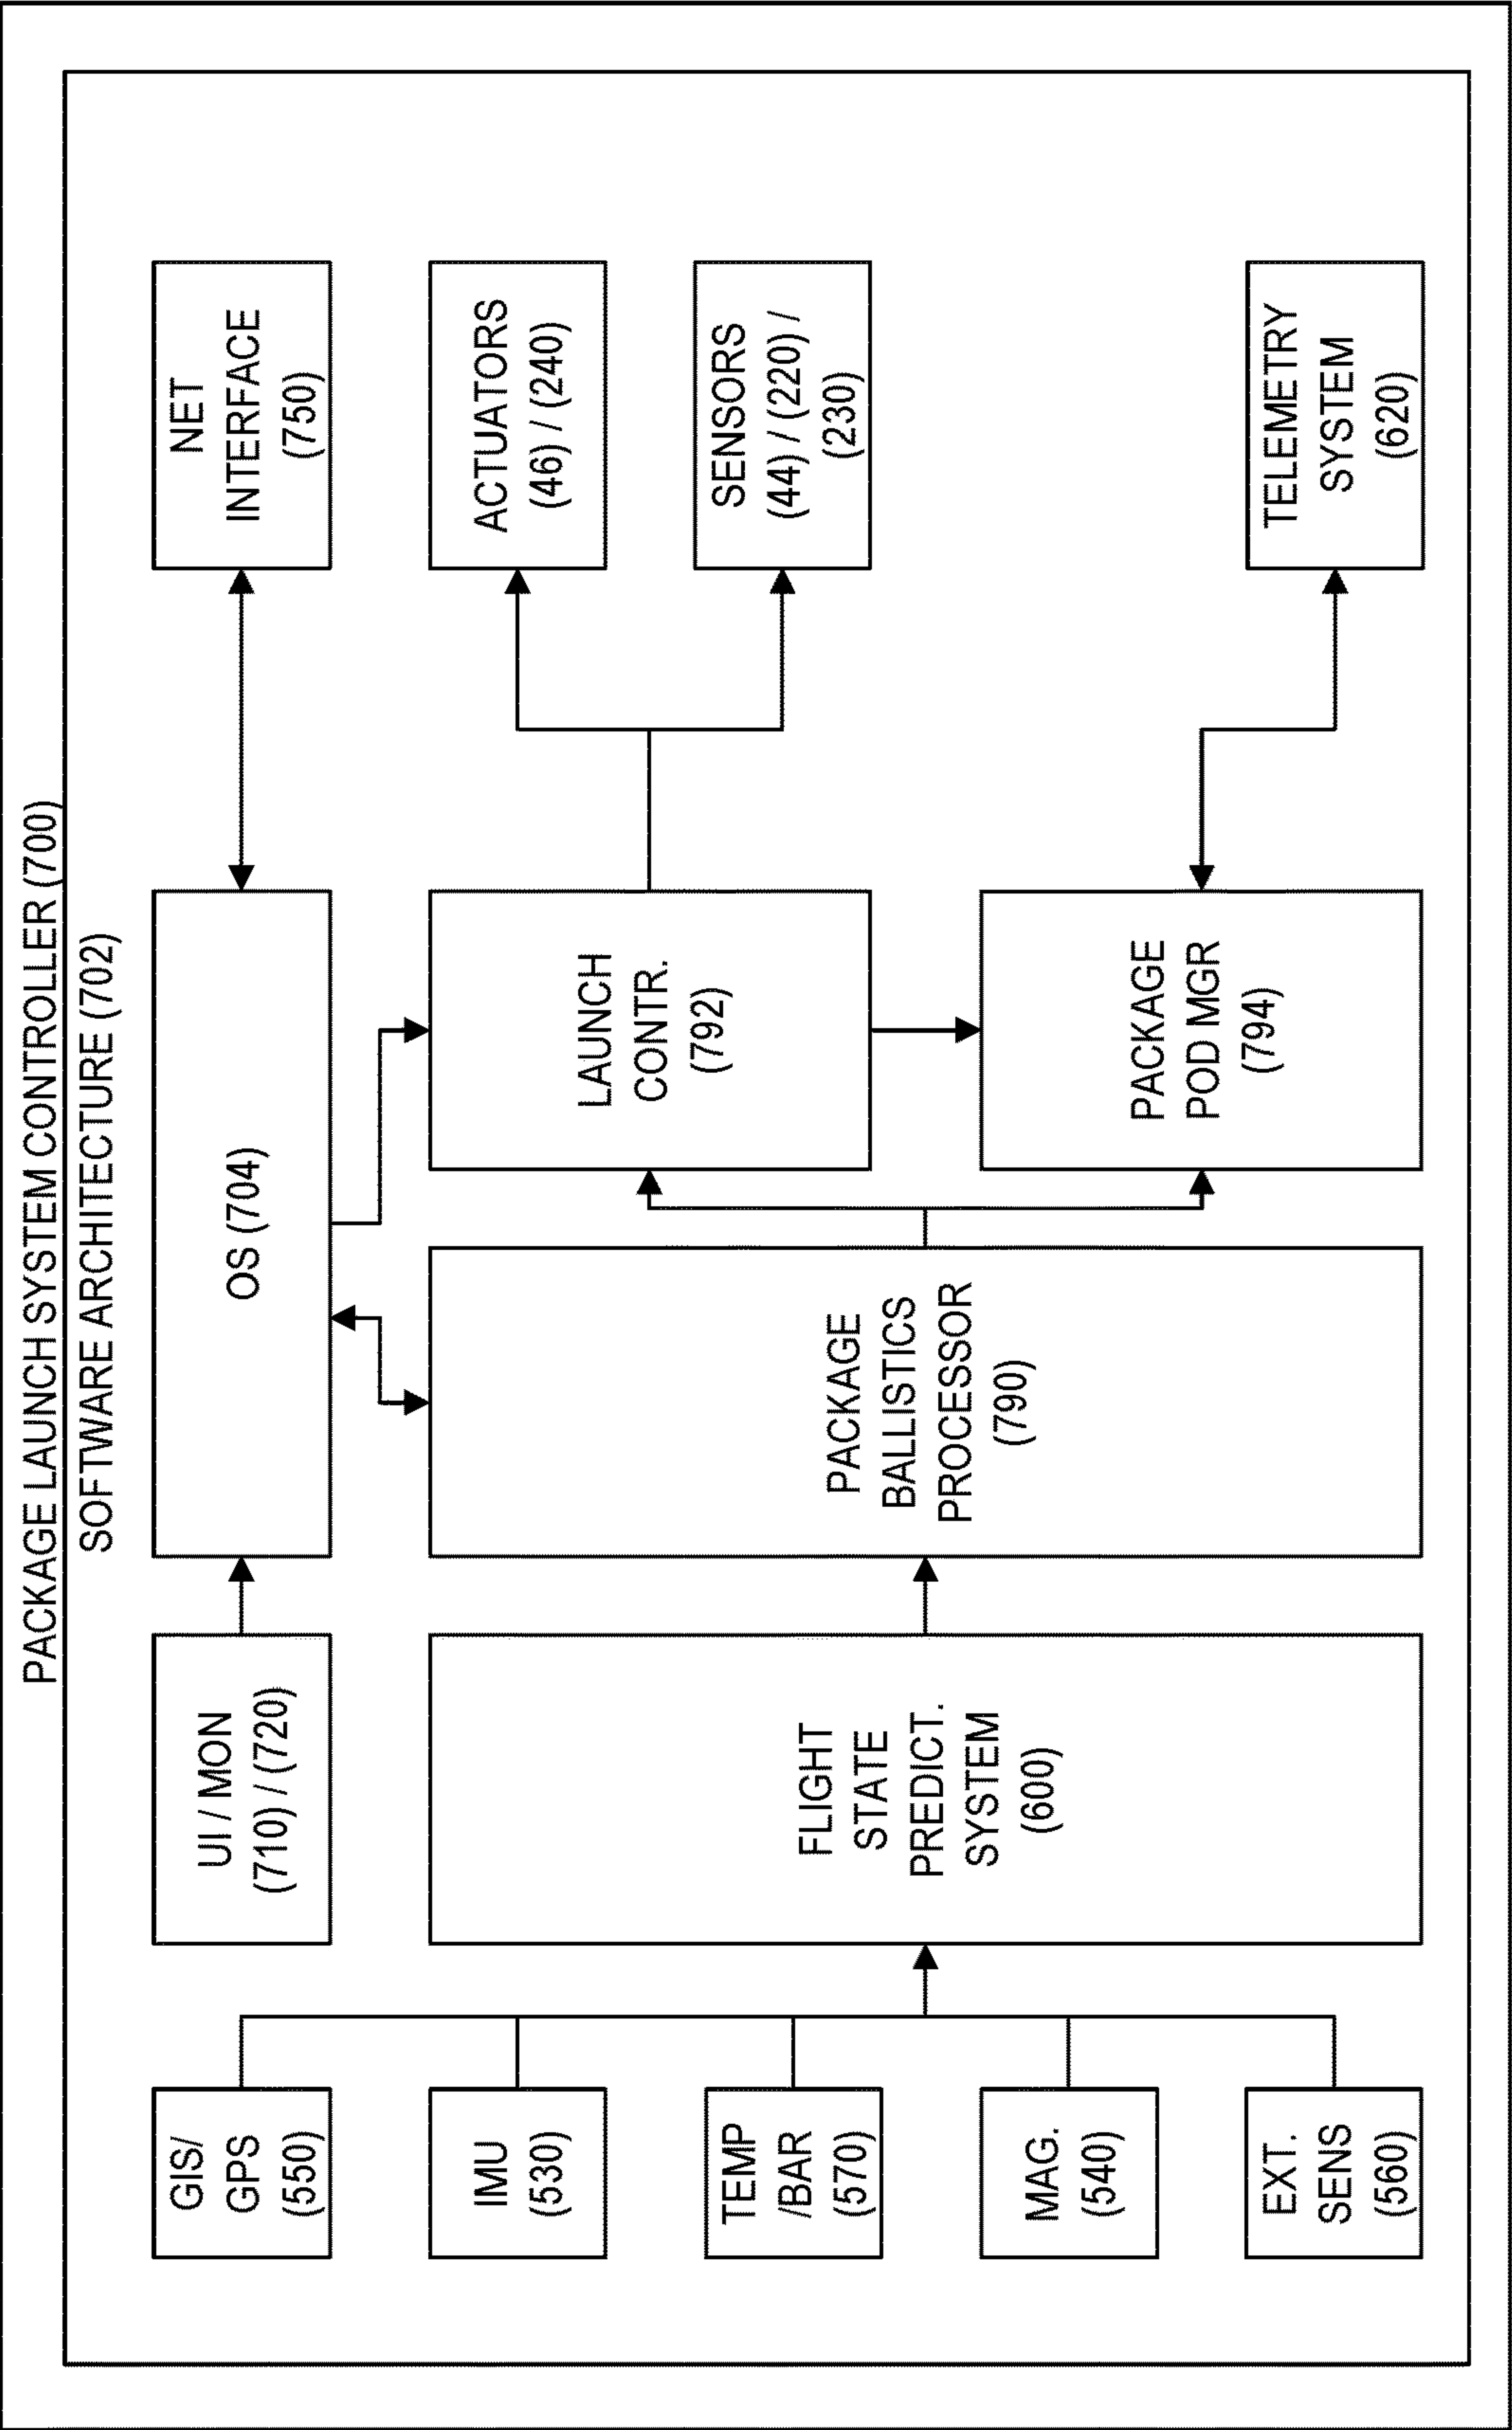 PACKAGE LAUNCH SYSTEM CONTROLLER (700)
SOFTWARE ARCHITECTURE (702)
GIS/
GPS
(550)
IMU
(530)
TEMP
/BAR
(570)
MAG.
(540)
EXT.
SENS
(560)
UI / MON
(710) / (720)
FLIGHT
STATE
PREDICT.
SYSTEM
(600)
OS (704)
PACKAGE
BALLISTICS
PROCESSOR
(790)
LAUNCH
CONTR.
(792)
PACKAGE
POD MGR
(794)
NET
INTERFACE
(750)
ACTUATORS
(46) / (240)
SENSORS
(44) / (220) /
(230)
TELEMETRY
SYSTEM
(620)